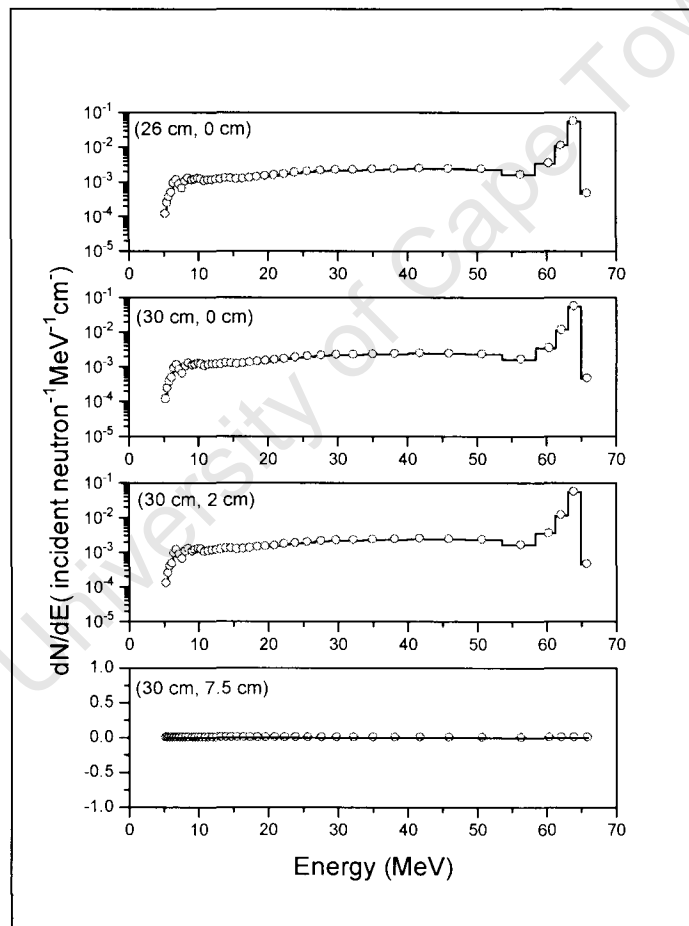 University of Cape Tow
dN/dE( incident neutron⁻¹MeV⁻¹cm⁻)
(26 cm, 0 cm)
10⁻¹
10⁻²
10⁻³
10⁻⁴
10⁻⁵
0 10 20 30 40 50 60 70
(30 cm, 0 cm)
10⁻¹
10⁻²
10⁻³
10⁻⁴
10⁻⁵
0 10 20 30 40 50 60 70
(30 cm, 2 cm)
10⁻¹
10⁻²
10⁻³
10⁻⁴
10⁻⁵
0 10 20 30 40 50 60 70
(30 cm, 7.5 cm)
1.0
0.5
0.0
-0.5
-1.0
0 10 20 30 40 50 60 70
Energy (MeV)